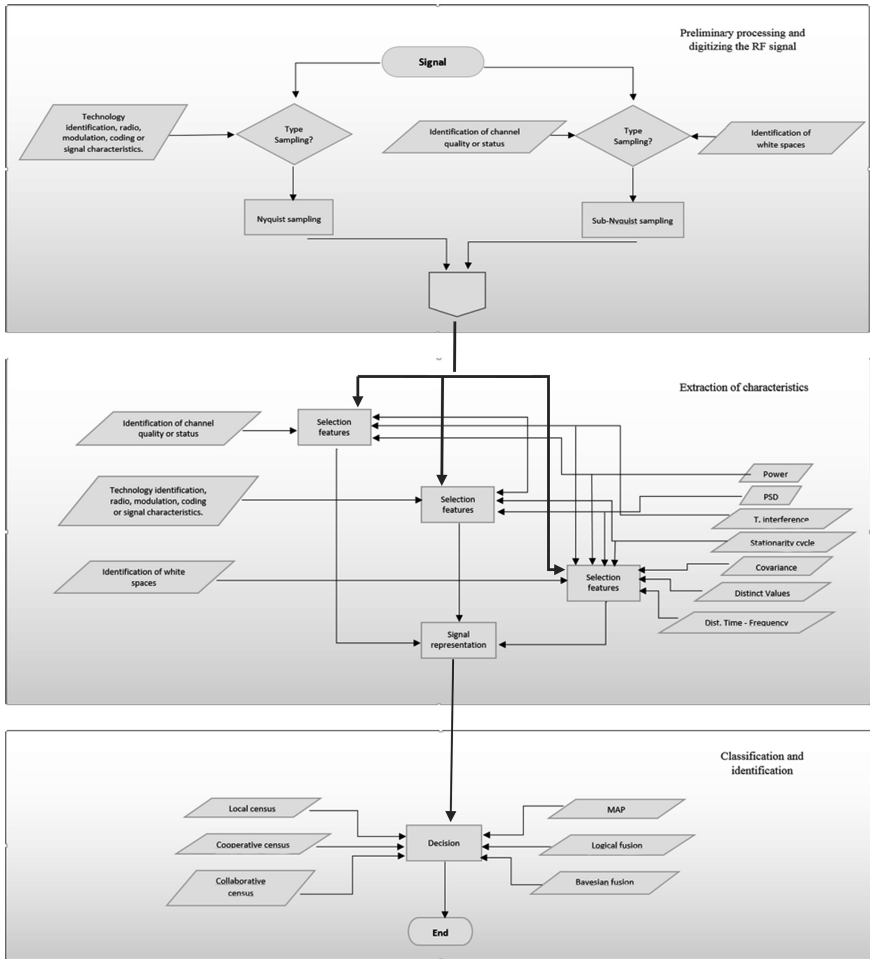 Preliminary processing and
digitizing the RF signal
Signal
Technology
identification, radio,
modulation, coding or
signal characteristics.
Type
Sampling?
Identification of channel
quality or status
Type
Sampling?
Identification of
white spaces
Nyquist sampling
Sub-Nyquist sampling
Extraction of characteristics
Identification of channel
quality or status
Selection
features
Technology identification,
radio, modulation, coding
or signal characteristics.
Selection
features
Identification of white
spaces
Selection
features
Power
PSD
T. interference
Stationarity cycle
Covariance
Distinct Values
Dist. Time - Frequency
Signal
representation
Classification and
identification
Local census
Cooperative census
Collaborative
census
Decision
MAP
Logical fusion
Bayesian fusion
End